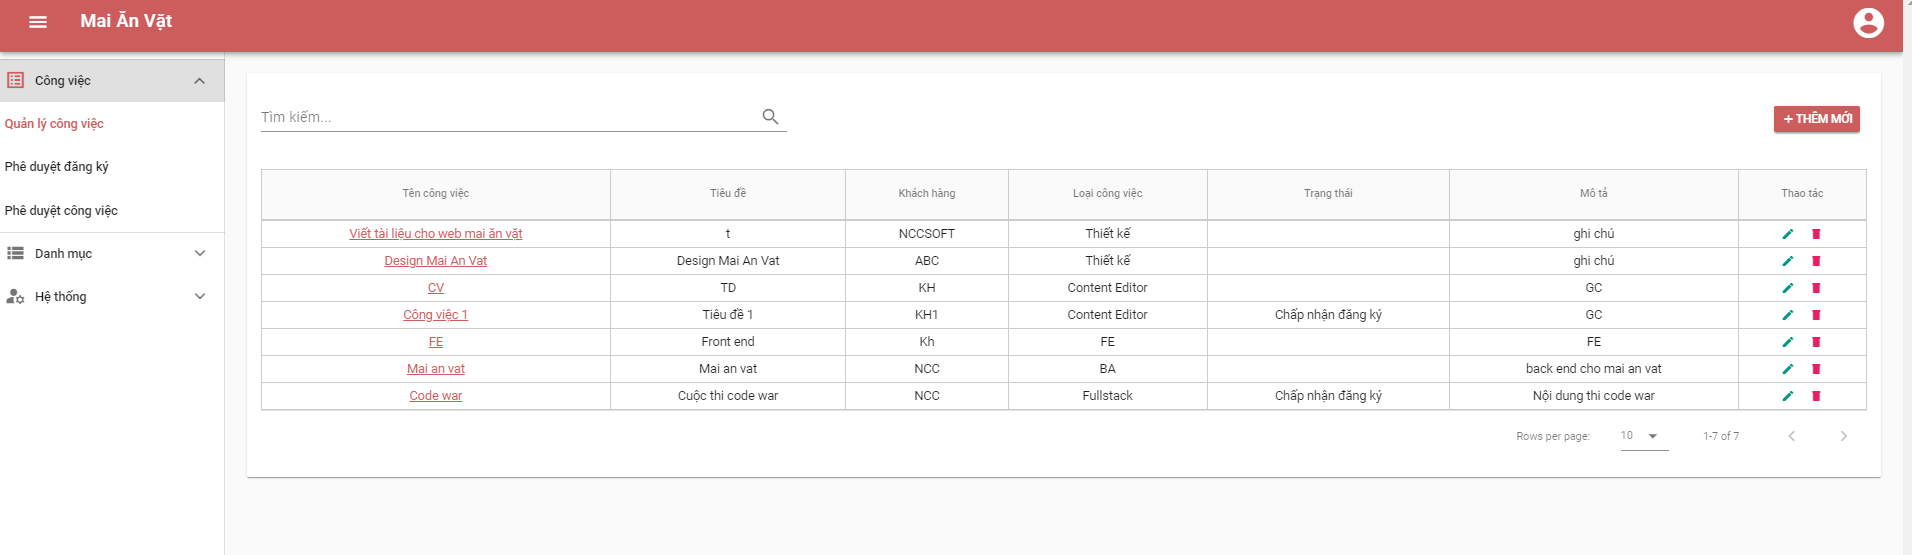 Mai Ăn Vặt
Công việc
Quản lý công việc
Phê duyệt đăng ký
Phê duyệt công việc
Danh mục
Hệ thống
Tìm kiếm...
+ THÊM MỚI
Tên công việc Tiêu đề Khách hàng Loại công việc Trạng thái Mô tả Thao tác
Viết tài liệu cho web mai ăn vặt t NCCSOFT Thiết kế ghi chú
Design Mai An Vat Design Mai An Vat ABC Thiết kế ghi chú
CV TD KH Content Editor GC
Công việc 1 Tiêu đề 1 KH1 Content Editor Chấp nhận đăng ký GC
FE Front end Kh FE FE
Mai an vat Mai an vat NCC BA back end cho mai an vat
Code war Cuộc thi code war NCC Fullstack Chấp nhận đăng ký Nội dung thi code war
Rows per page: 10 1-7 of 7